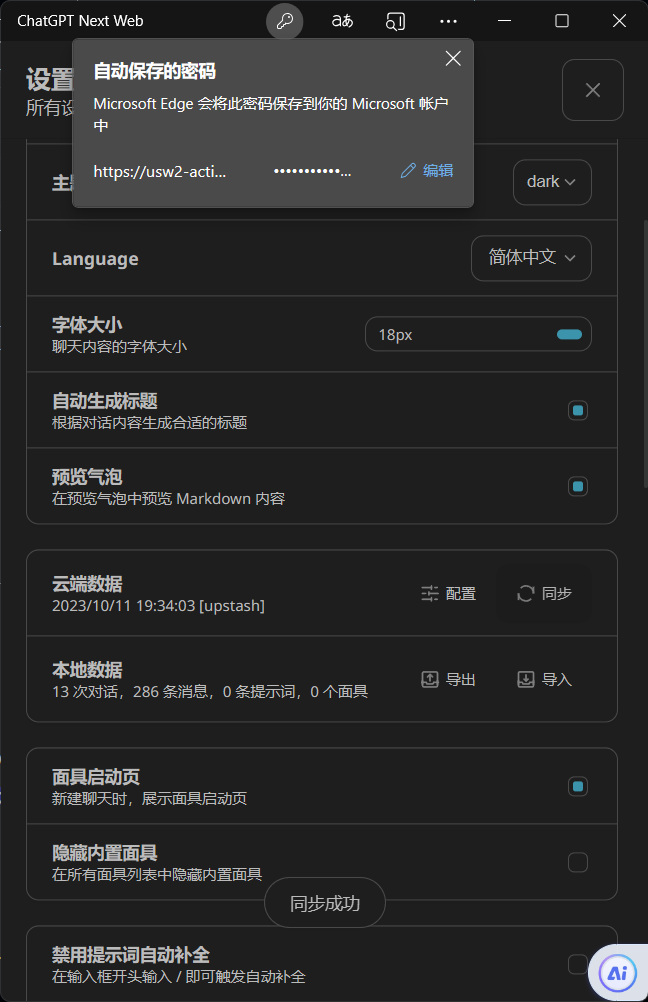 ChatGPT Next Web
aあ
自动保存的密码
Microsoft Edge 会将此密码保存到你的 Microsoft 帐户
中
https://usw2-acti...
•••••••••••...
编辑
设置
所有设
主
dark
Language
简体中文
字体大小
聊天内容的字体大小
18px
自动生成标题
根据对话内容生成合适的标题
预览气泡
在预览气泡中预览 Markdown 内容
云端数据
2023/10/11 19:34:03 [upstash]
配置
同步
本地数据
13 次对话，286 条消息，0 条提示词，0 个面具
导出
导入
面具启动页
新建聊天时，展示面具启动页
隐藏内置面具
在所有面具列表中隐藏内置面具
同步成功
禁用提示词自动补全
在输入框开头输入 / 即可触发自动补全
Ai